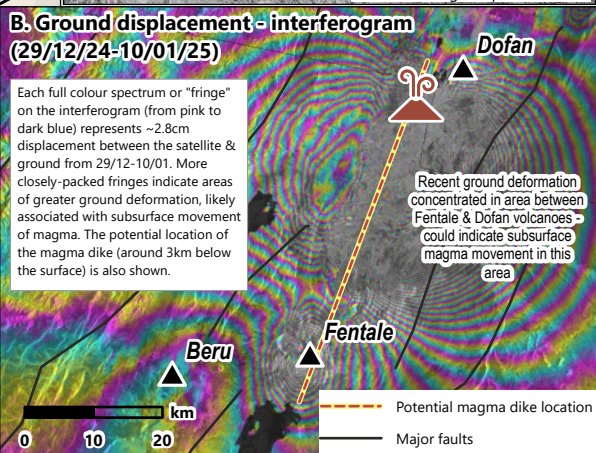 B. Ground displacement - interferogram
(29/12/24-10/01/25)
Dofan
Each full colour spectrum or "fringe"
on the interferogram (from pink to
dark blue) represents ~2.8cm
displacement between the satellite &
ground from 29/12-10/01. More
closely-packed fringes indicate areas
of greater ground deformation, likely
associated with subsurface movement
of magma. The potential location of
the magma dike (around 3km below
the surface) is also shown.
Recent ground deformation
concentrated in area between
Fentale & Dofan volcanoes -
could indicate subsurface
magma movement in this
area
Fentale
Beru
km
0 10 20
Potential magma dike location
Major faults